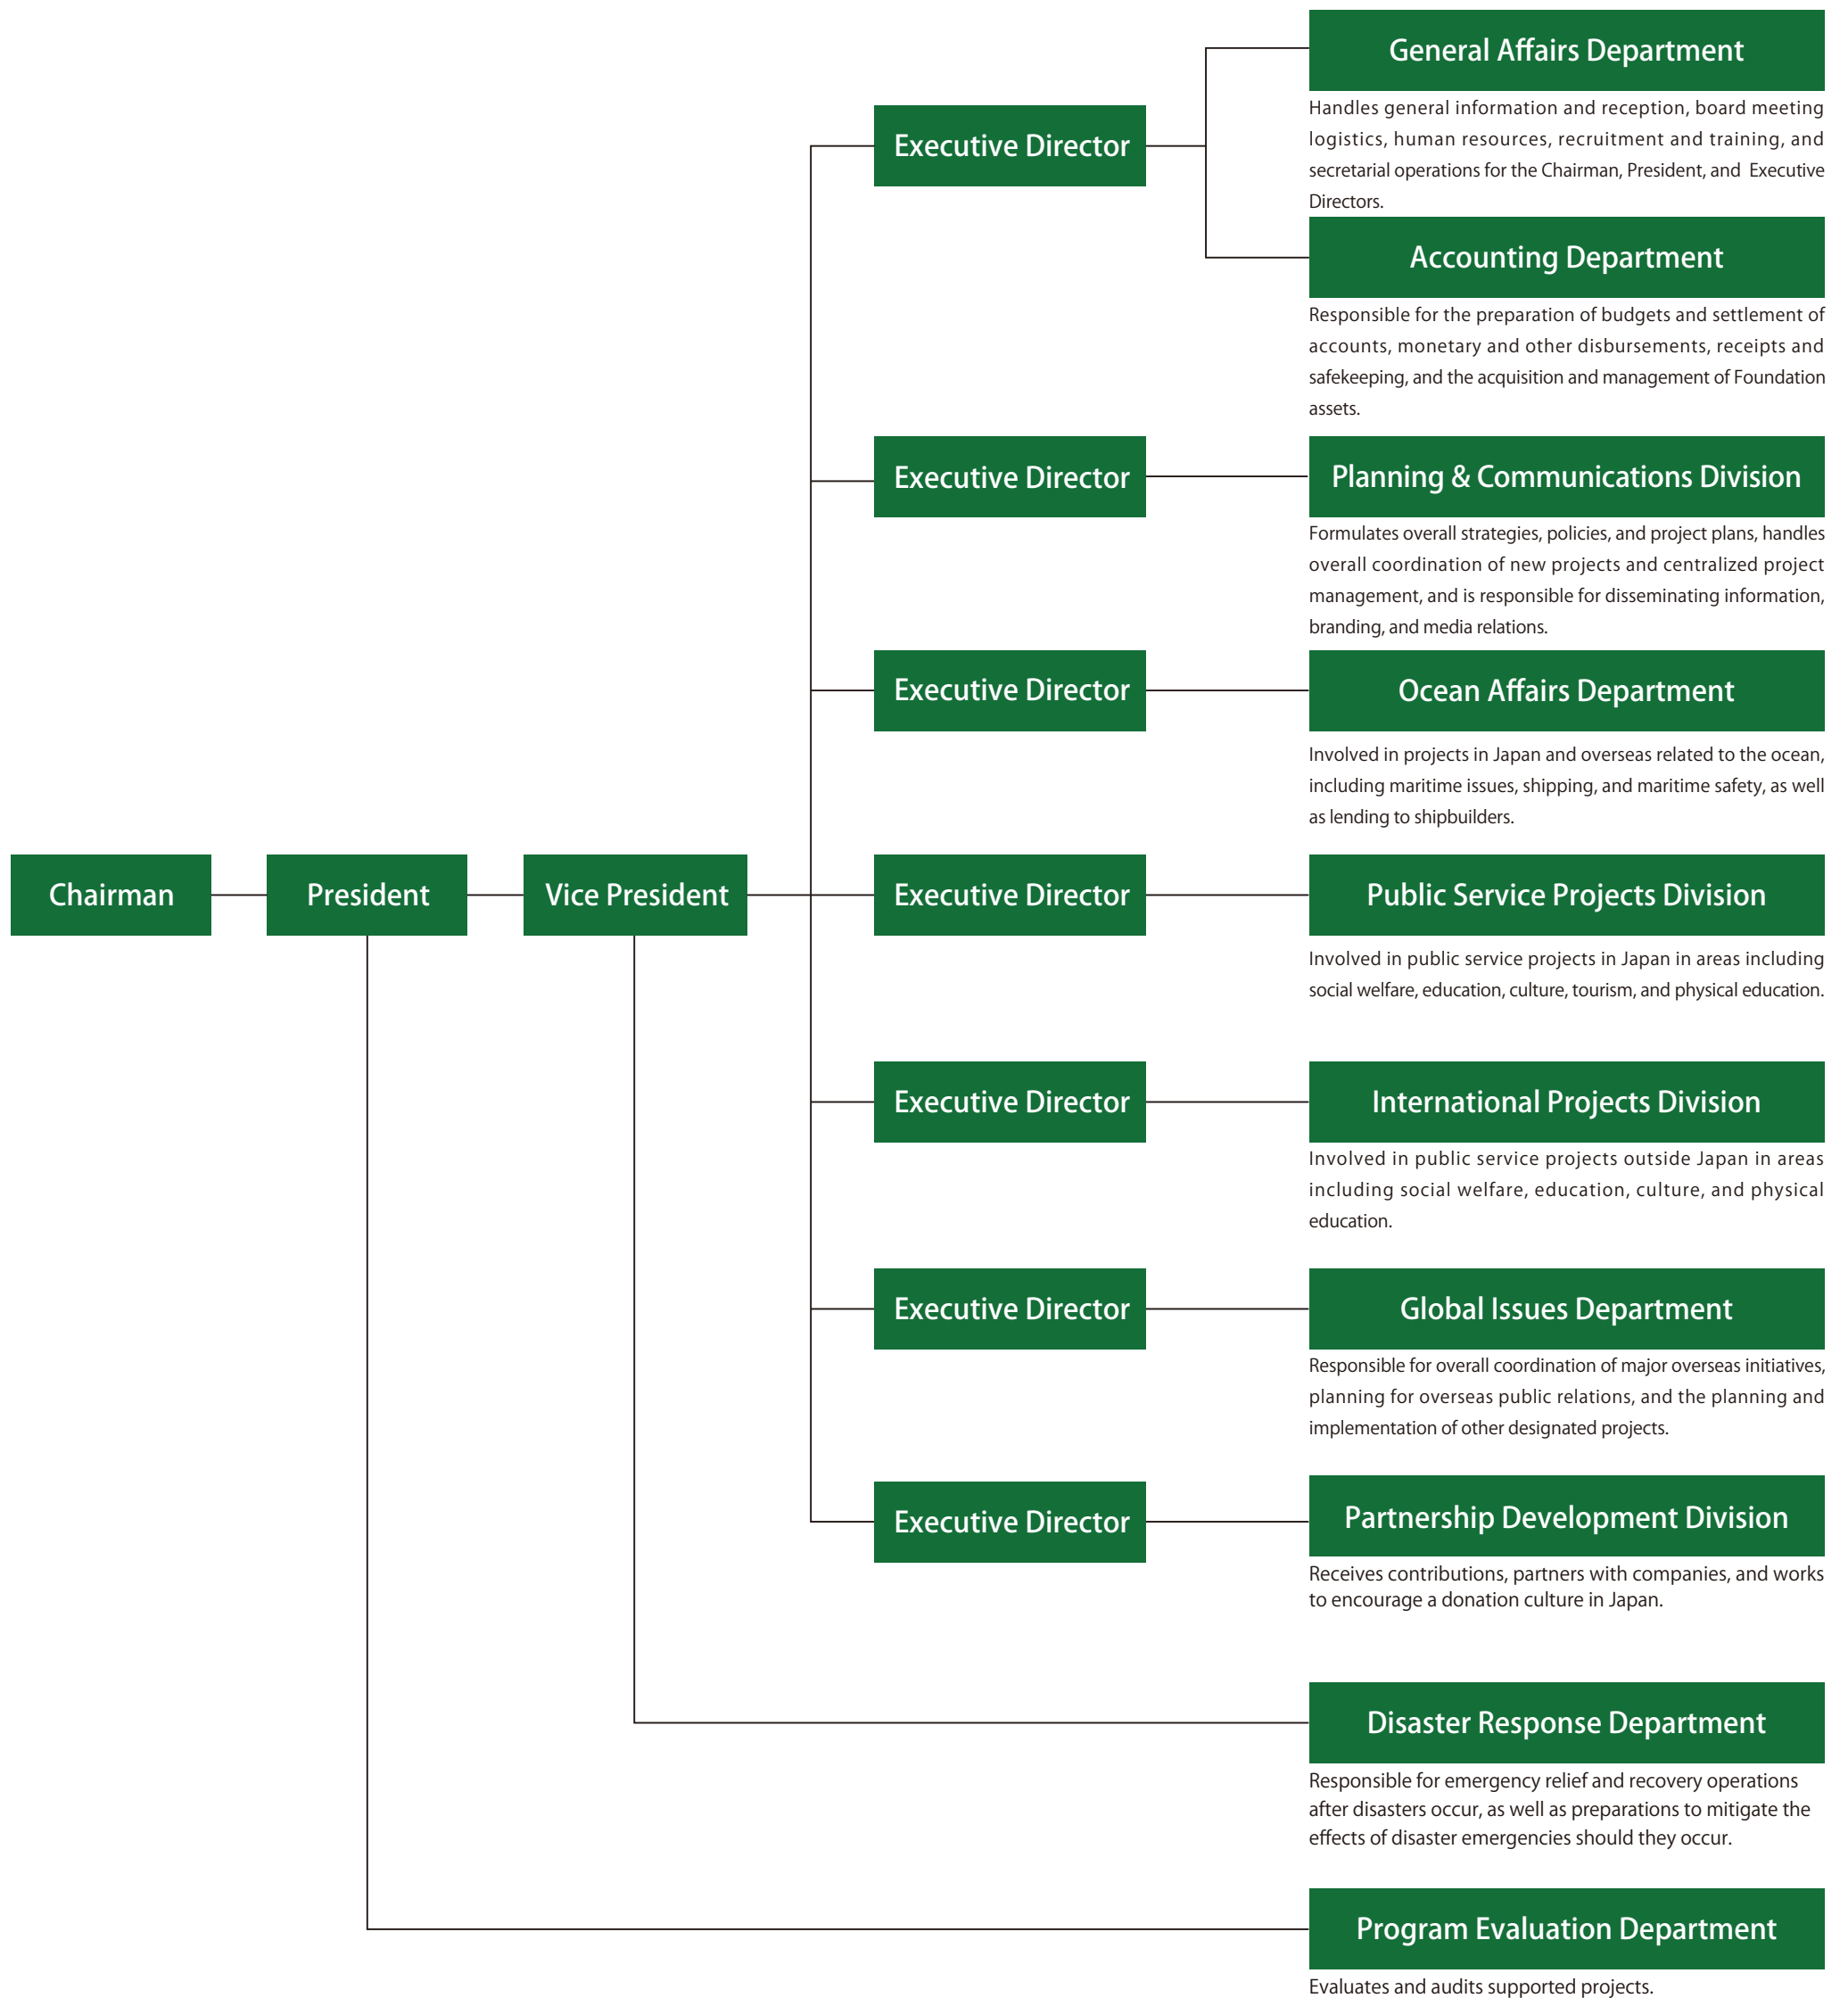 General Affairs Department
Handles general information and reception, board meeting
logistics, human resources, recruitment and training, and
secretarial operations for the Chairman, President, and Executive
Directors.
Executive Director
Accounting Department
Responsible for the preparation of budgets and settlement of
accounts, monetary and other disbursements, receipts and
safekeeping, and the acquisition and management of Foundation
assets.
Executive Director
Planning & Communications Division
Formulates overall strategies, policies, and project plans, handles
overall coordination of new projects and centralized project
management, and is responsible for disseminating information,
branding, and media relations.
Executive Director
Ocean Affairs Department
Involved in projects in Japan and overseas related to the ocean,
including maritime issues, shipping, and maritime safety, as well
as lending to shipbuilders.
Chairman
President
Vice President
Executive Director
Public Service Projects Division
Involved in public service projects in Japan in areas including
social welfare, education, culture, tourism, and physical education.
Executive Director
International Projects Division
Involved in public service projects outside Japan in areas
including social welfare, education, culture, and physical
education.
Executive Director
Global Issues Department
Responsible for overall coordination of major overseas initiatives,
planning for overseas public relations, and the planning and
implementation of other designated projects.
Executive Director
Partnership Development Division
Receives contributions, partners with companies, and works
to encourage a donation culture in Japan.
Disaster Response Department
Responsible for emergency relief and recovery operations
after disasters occur, as well as preparations to mitigate the
effects of disaster emergencies should they occur.
Program Evaluation Department
Evaluates and audits supported projects.